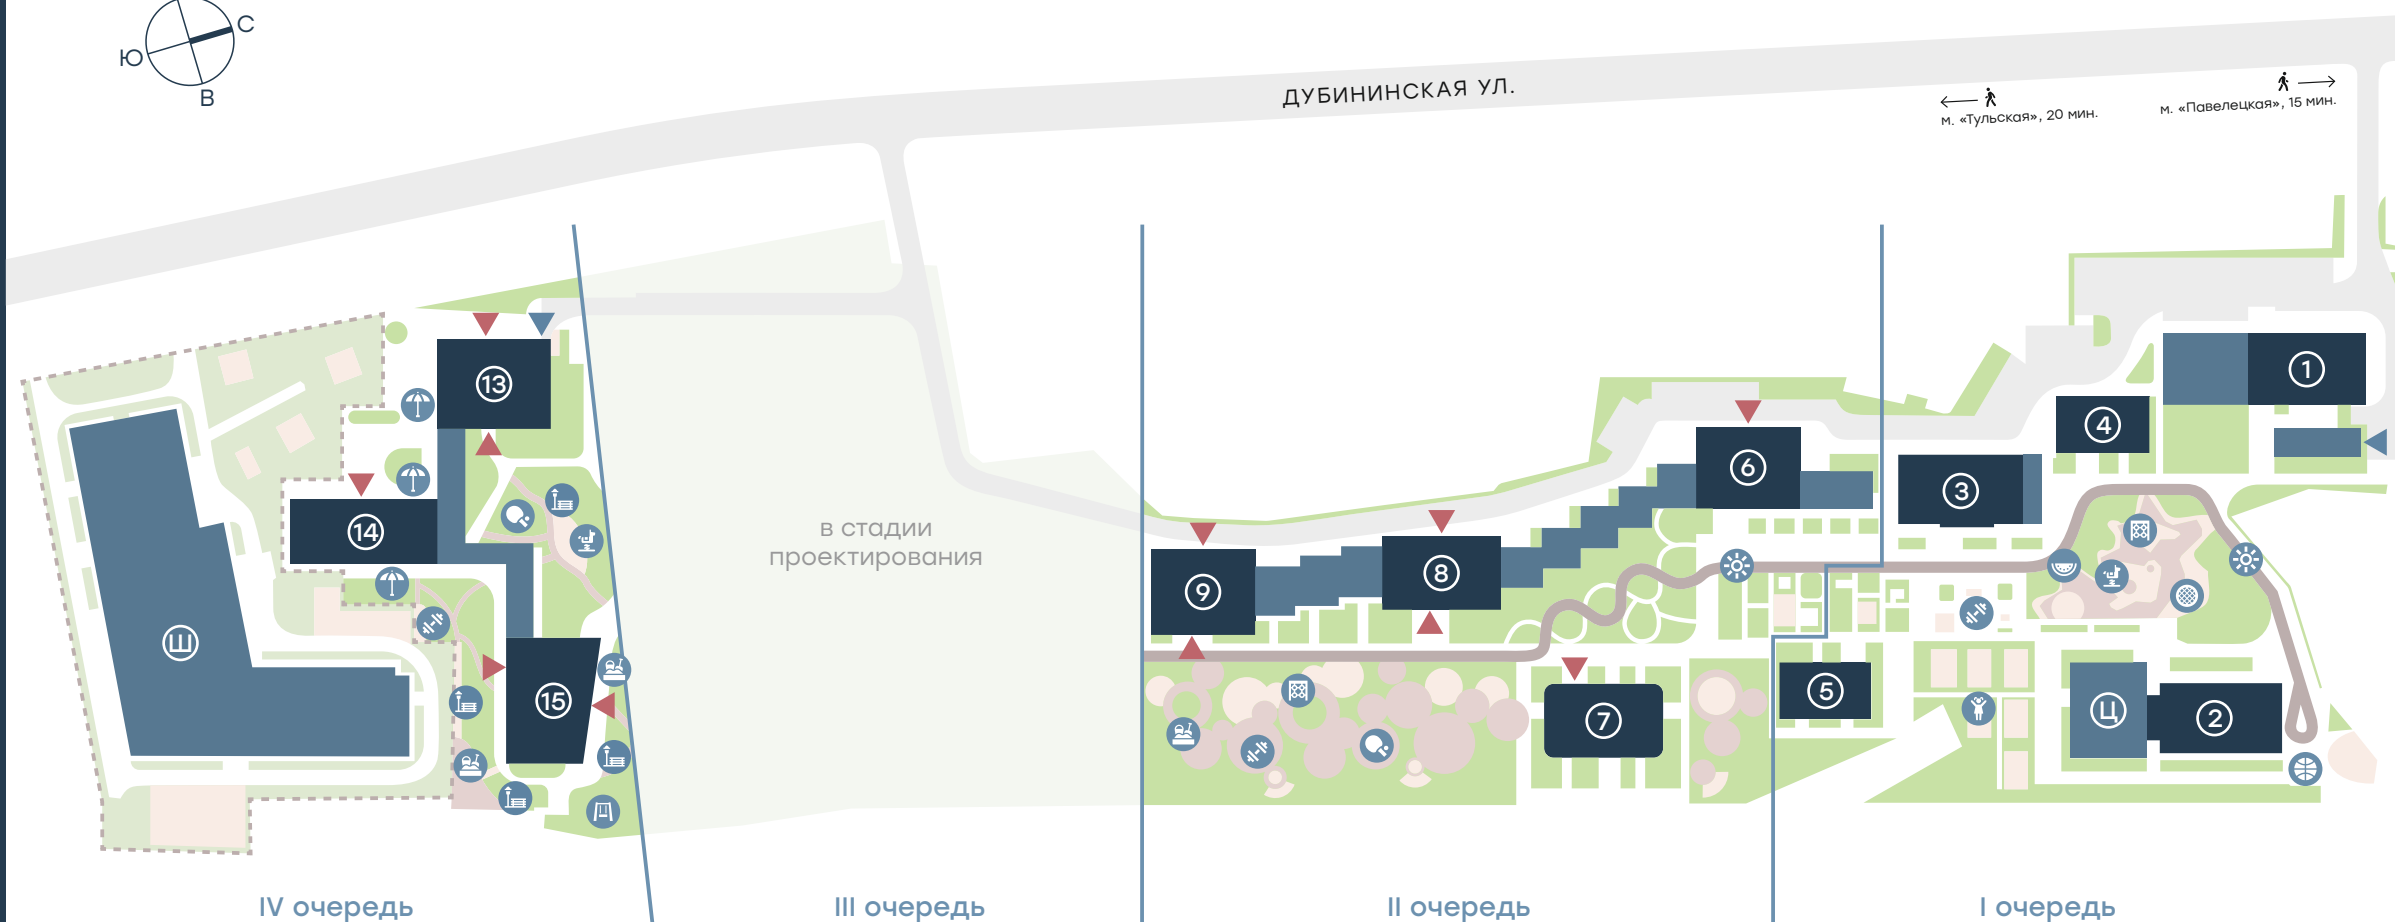 С
Ю
В
ДУБИНИНСКАЯ УЛ.
м. «Тульская», 20 мин.
м. «Павелецкая», 15 мин.
13
14
15
Ш
в стадии
проектирования
9
8
6
7
3
4
1
5
Ц
2
IV очередь
III очередь
II очередь
I очередь